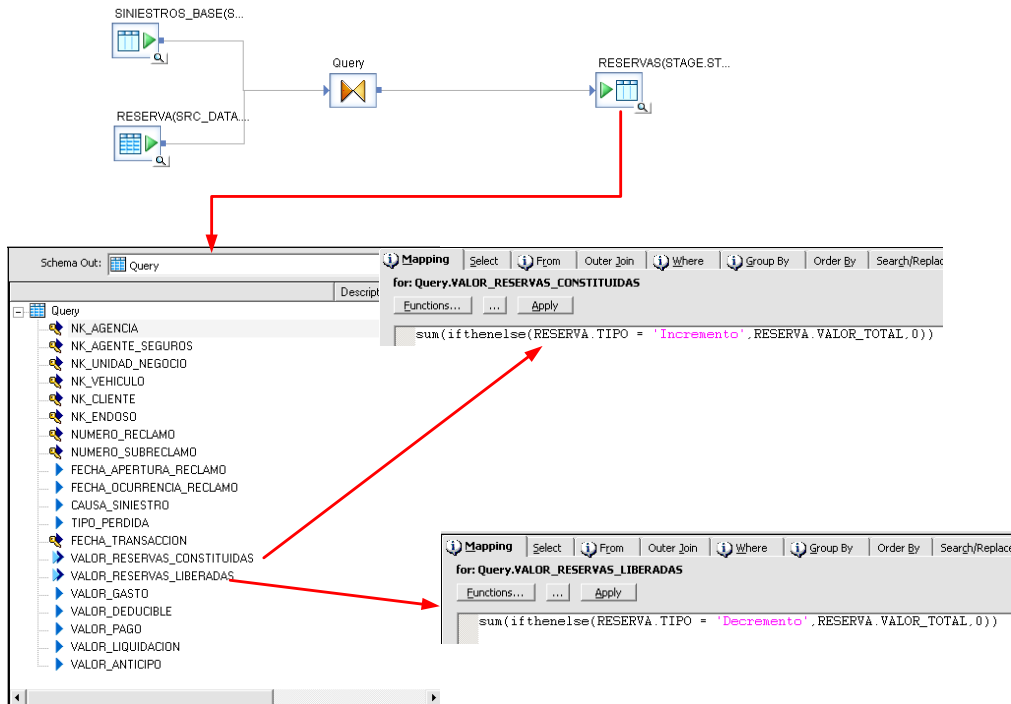 SINIESTROS_BASE(S...
Query
RESERVAS(STAGE.ST...
RESERVA(SRC_DATA...
Schema Out: Query
Descript
Query
NK_AGENCIA
NK_AGENTE_SEGUROS
NK_UNIDAD_NEGOCIO
NK_VEHICULO
NK_CLIENTE
NK_ENDOSO
NUMERO_RECLAMO
NUMERO_SUBRECLAMO
FECHA_APERTURA_RECLAMO
FECHA_OCURRENCIA_RECLAMO
CAUSA_SINIESTRO
TIPO_PERDIDA
FECHA_TRANSACCION
VALOR_RESERVAS_CONSTITUIDAS
VALOR_RESERVAS_LIBERADAS
VALOR_GASTO
VALOR_DEDUCIBLE
VALOR_PAGO
VALOR_LIQUIDACION
VALOR_ANTICIPO
Mapping Select From Outer Join Where Group By Order By Search/Replac
for: Query.VALOR_RESERVAS_CONSTITUIDAS
Functions... ... Apply
sum(ifthenelse(RESERVA.TIPO = 'Incremento',RESERVA.VALOR_TOTAL,0))
Mapping Select From Outer Join Where Group By Order By Search/Replace
for: Query.VALOR_RESERVAS_LIBERADAS
Functions... ... Apply
sum(ifthenelse(RESERVA.TIPO = 'Decremento',RESERVA.VALOR_TOTAL,0))